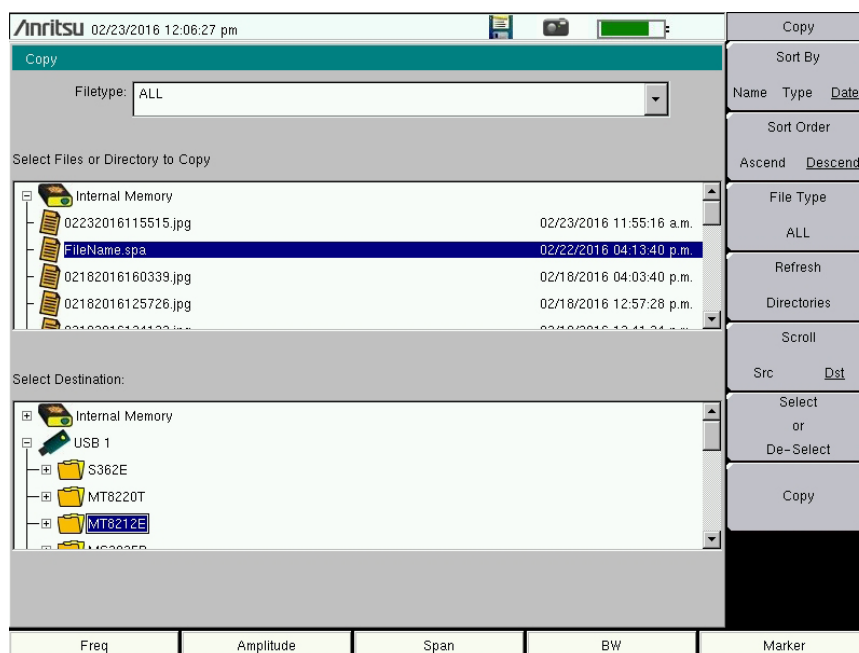 Anritsu 02/23/2016 12:06:27 pm
Copy
Filetype: ALL
Select Files or Directory to Copy
Internal Memory
02232016115515.jpg 02/23/2016 11:55:16 a.m.
FileName.spa 02/22/2016 04:13:40 p.m.
02182016160339.jpg 02/18/2016 04:03:40 p.m.
02182016125726.jpg 02/18/2016 12:57:28 p.m.
Select Destination:
Internal Memory
USB 1
S362E
MT8220T
MT8212E
Copy
Sort By
Name Type Date
Sort Order
Ascend Descend
File Type
ALL
Refresh
Directories
Scroll
Src Dst
Select
or
De-Select
Copy
Freq Amplitude Span BW Marker